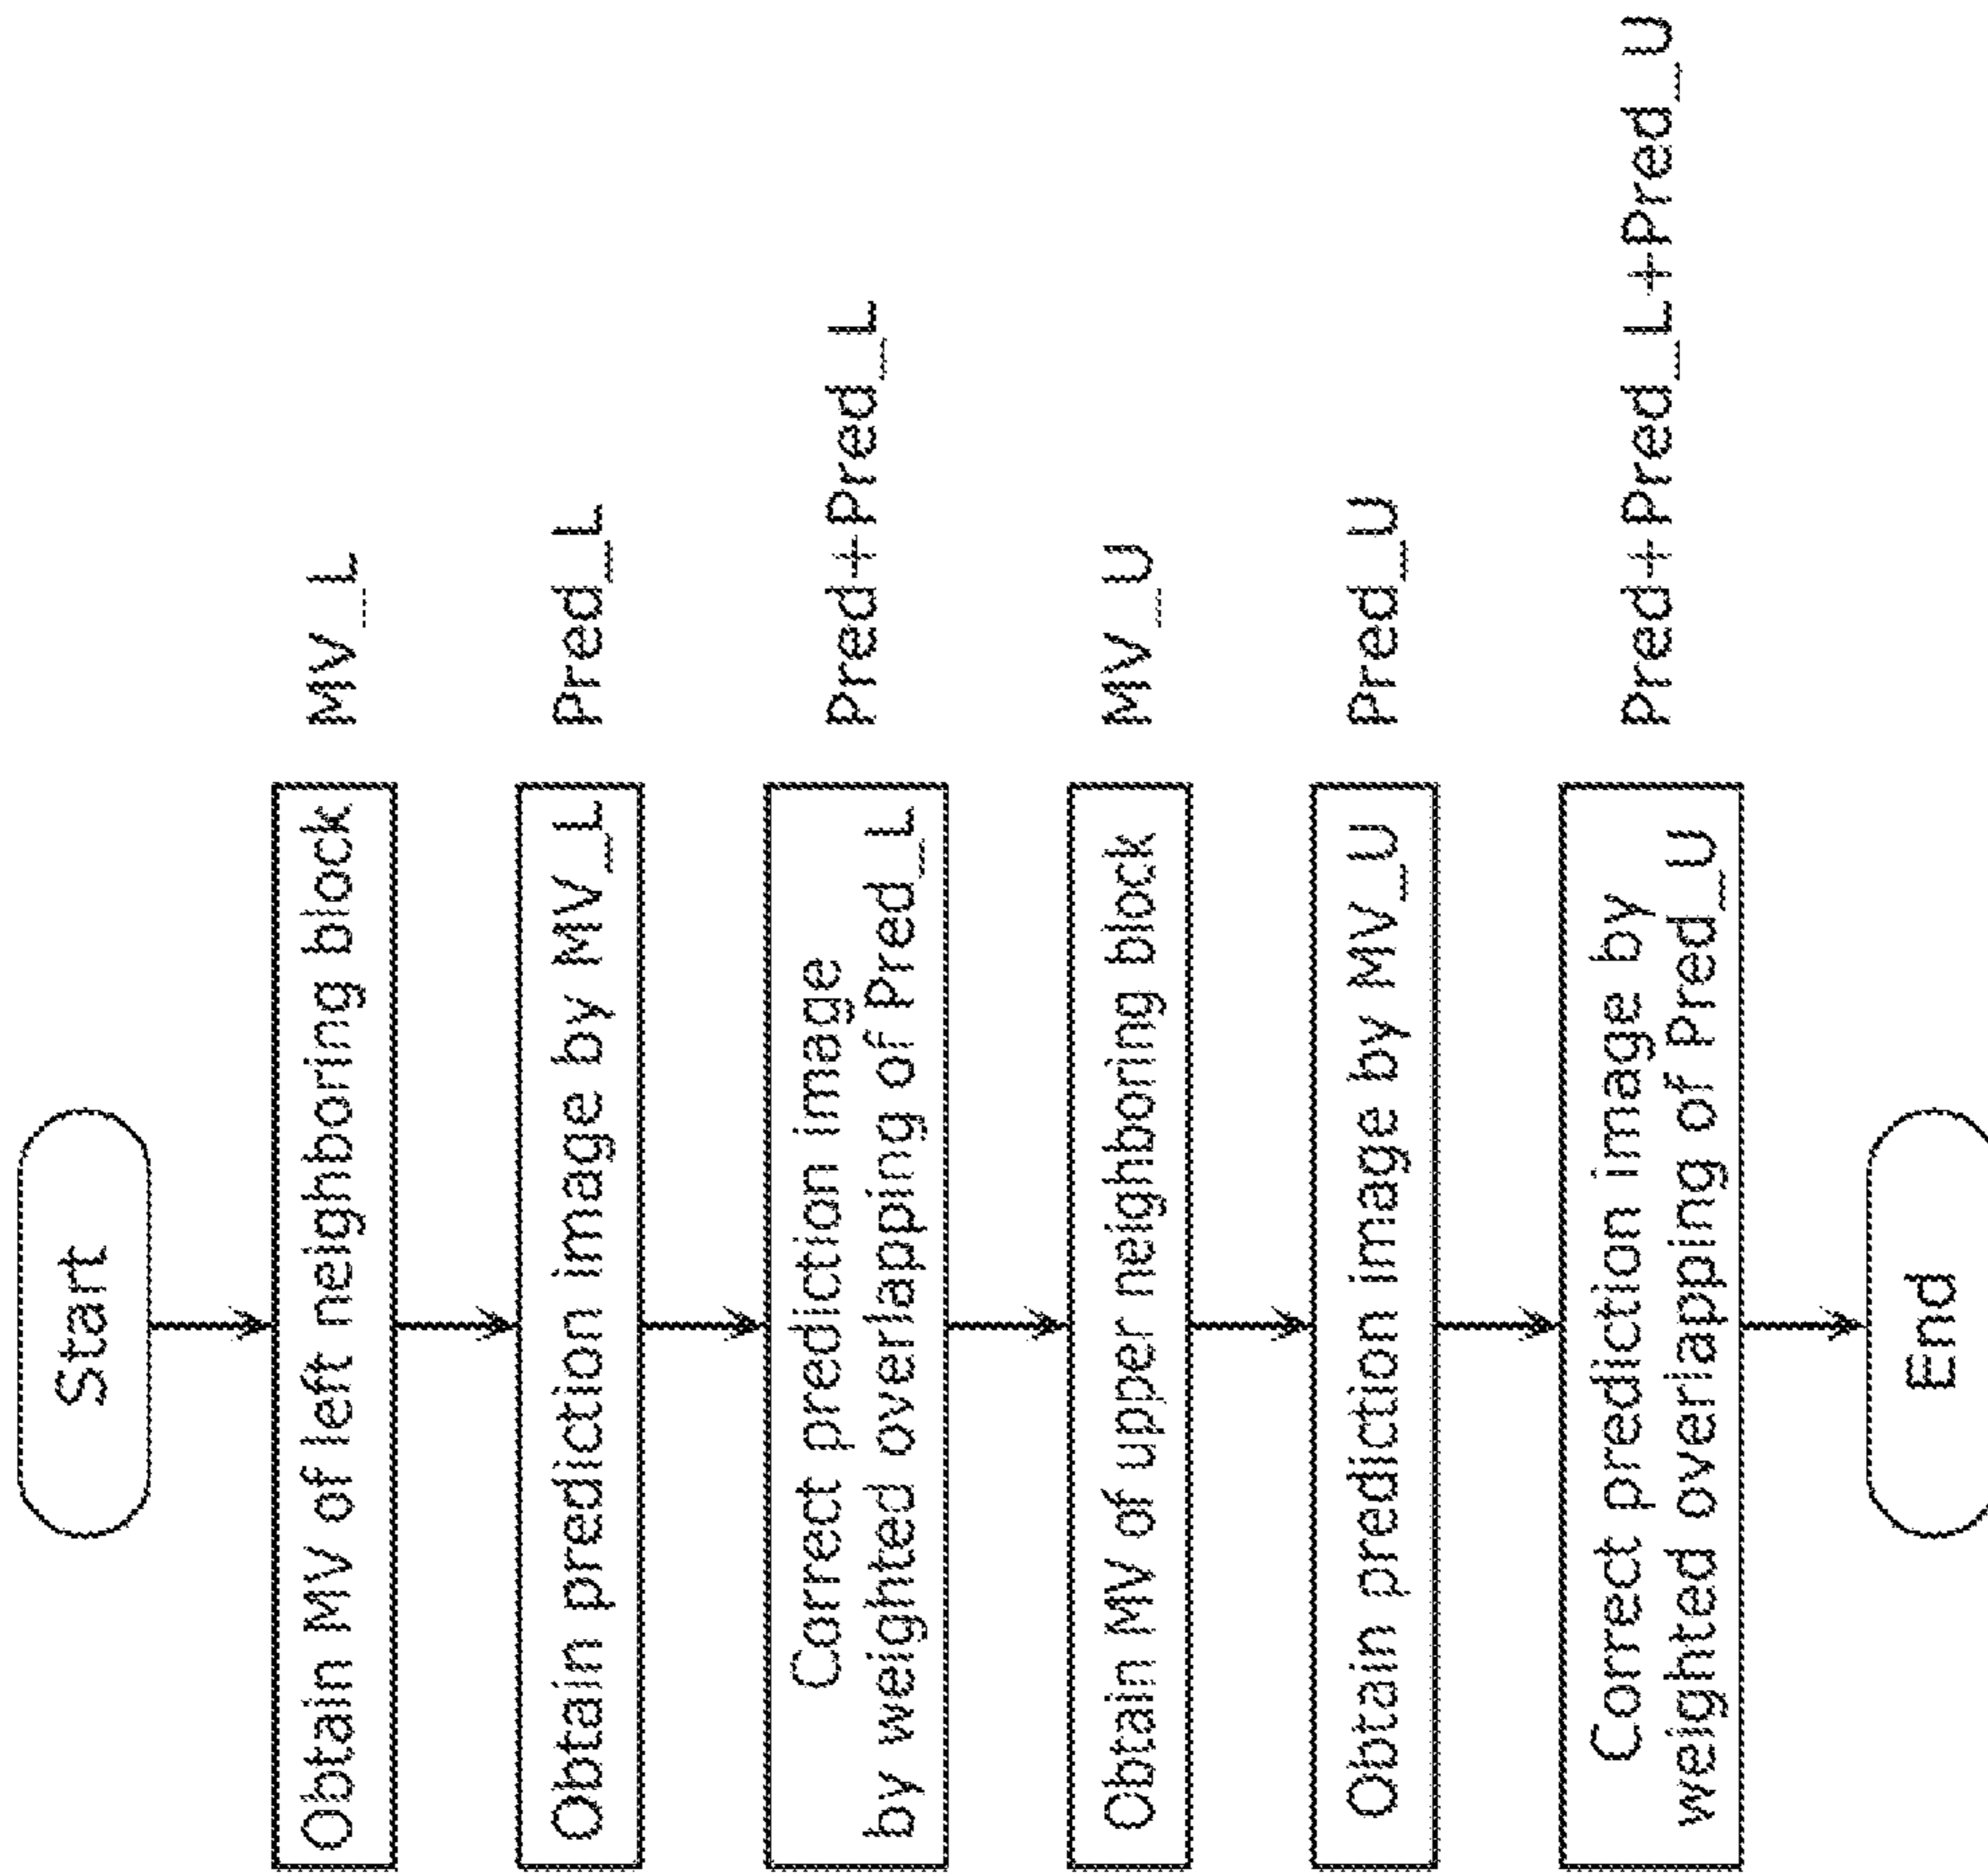 Start
Obtain MV of left neighboring block
MV_L
Obtain prediction image by MV_L
Pred_L
Correct prediction image
by weighted overlapping of Pred_L
Pred+Pred_L
Obtain MV of upper neighboring block
MV_U
Obtain prediction image by MV_U
Pred_U
Correct prediction image by
weighted overlapping of Pred_U
Pred+Pred_L+Pred_U
End